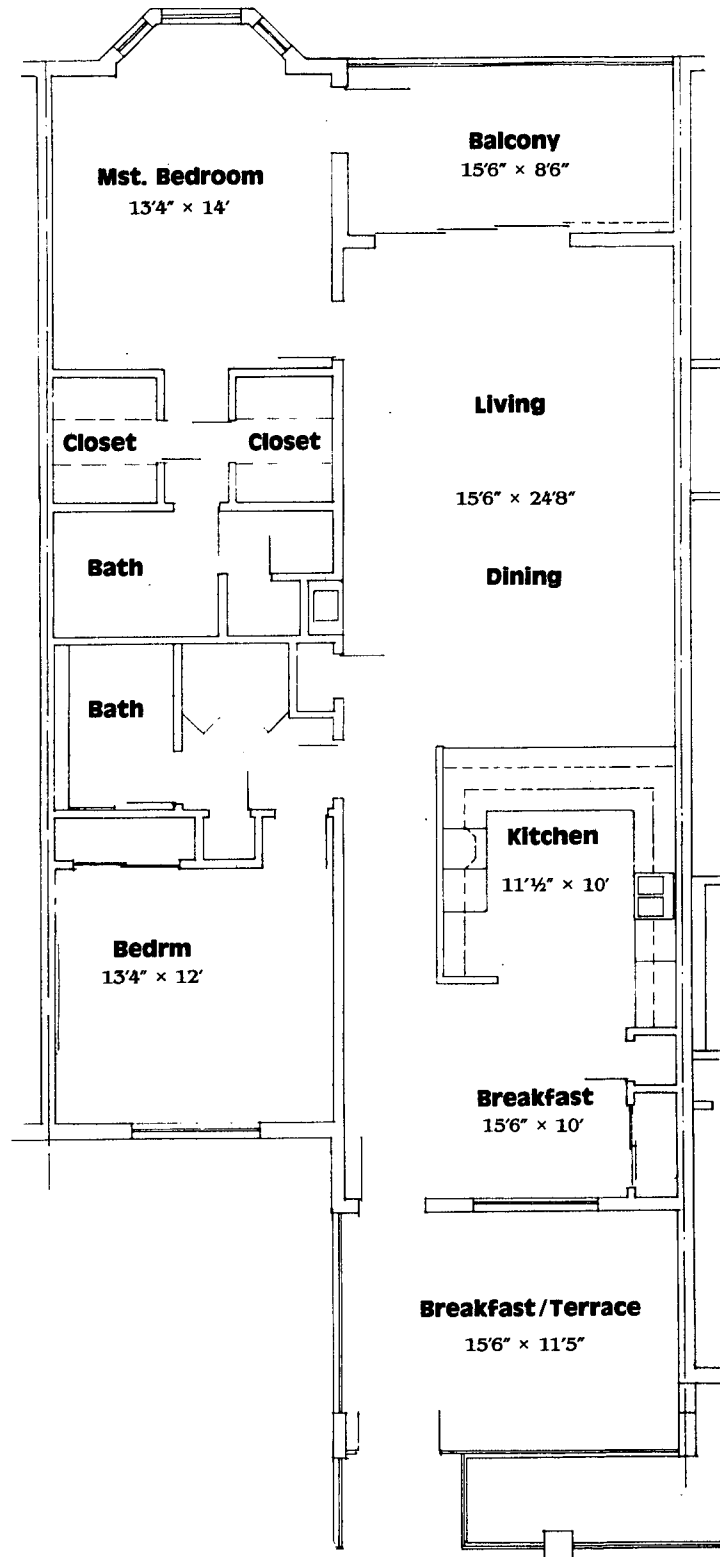 Balcony
15'6" × 8'6"
Mst. Bedroom
13'4" × 14'
Living
Closet
Closet
15'6" × 24'8"
Bath
Dining
Bath
Kitchen
11'½" × 10'
Bedrm
13'4" × 12'
Breakfast
15'6" × 10'
Breakfast/Terrace
15'6" × 11'5"